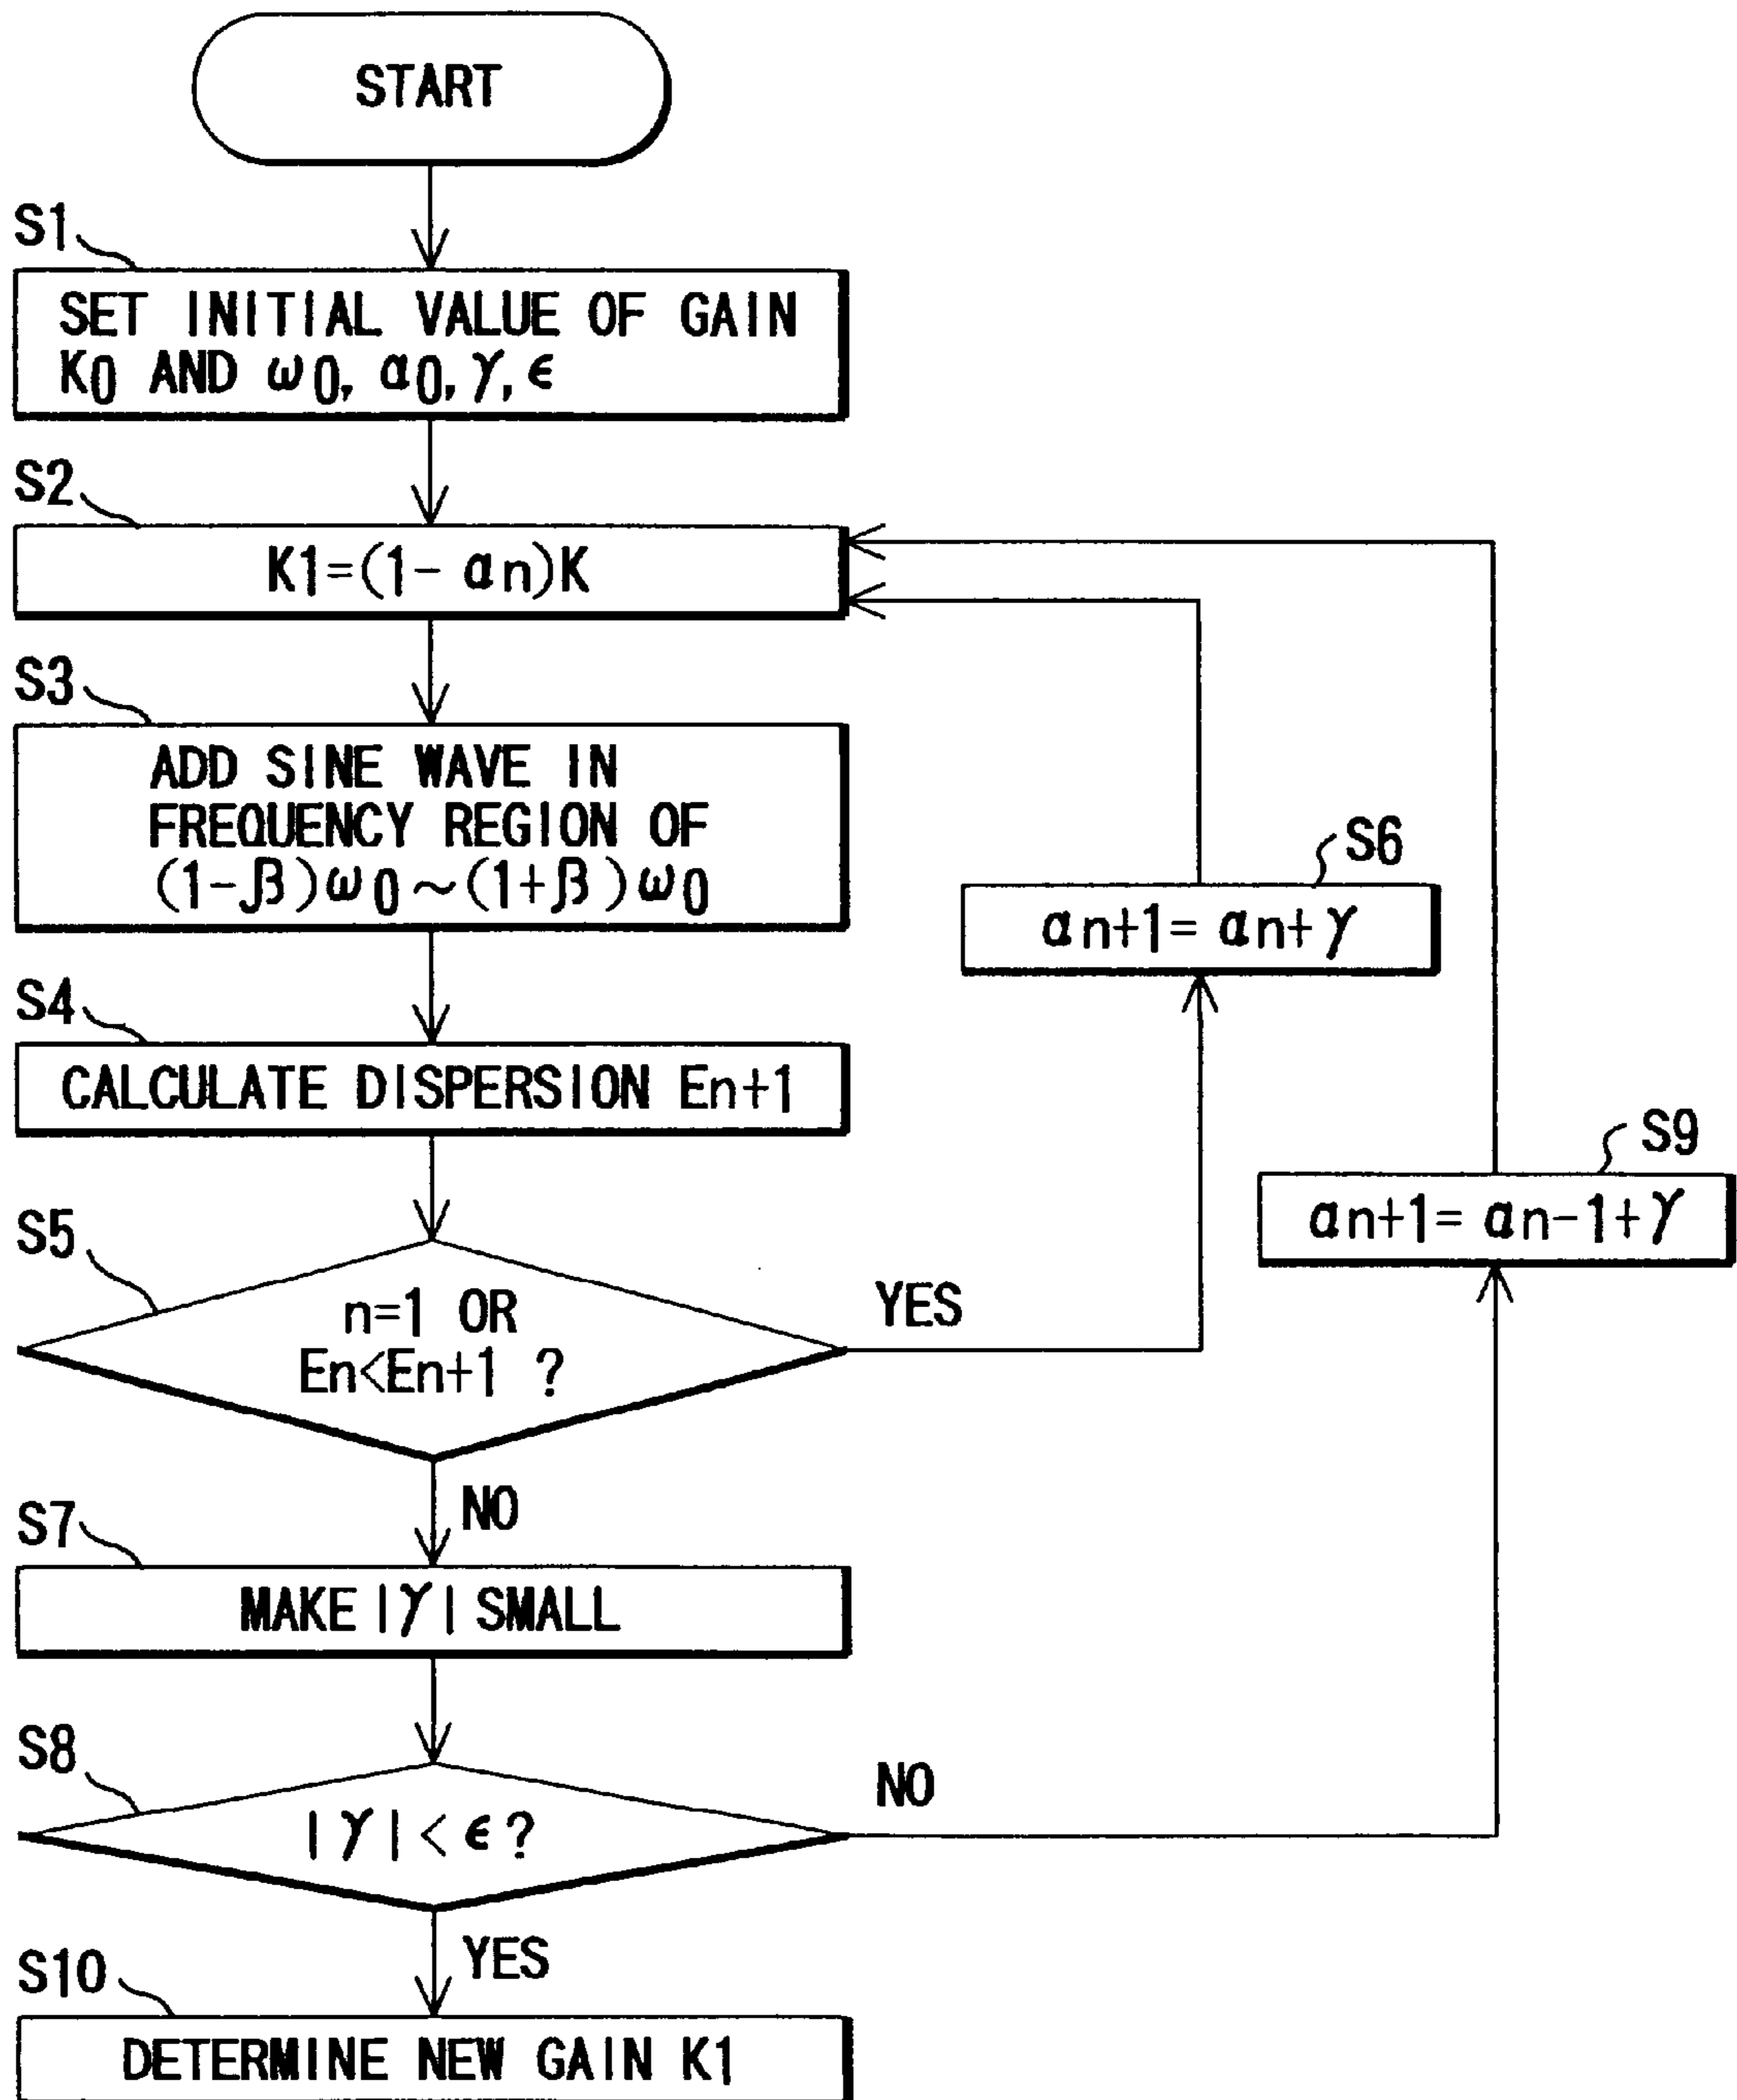 START
S1
SET INITIAL VALUE OF GAIN
K0 AND ω0, α0, γ, ε
S2
K1=(1- αn)K
S3
ADD SINE WAVE IN
FREQUENCY REGION OF
(1-β)ω0~(1+β)ω0
S6
αn+1= αn+γ
S4
CALCULATE DISPERSION En+1
S9
αn+1= αn-1+γ
S5
n=1 OR
En<En+1 ?
YES
NO
S7
MAKE |γ| SMALL
S8
|γ| < ε?
NO
YES
S10
DETERMINE NEW GAIN K1